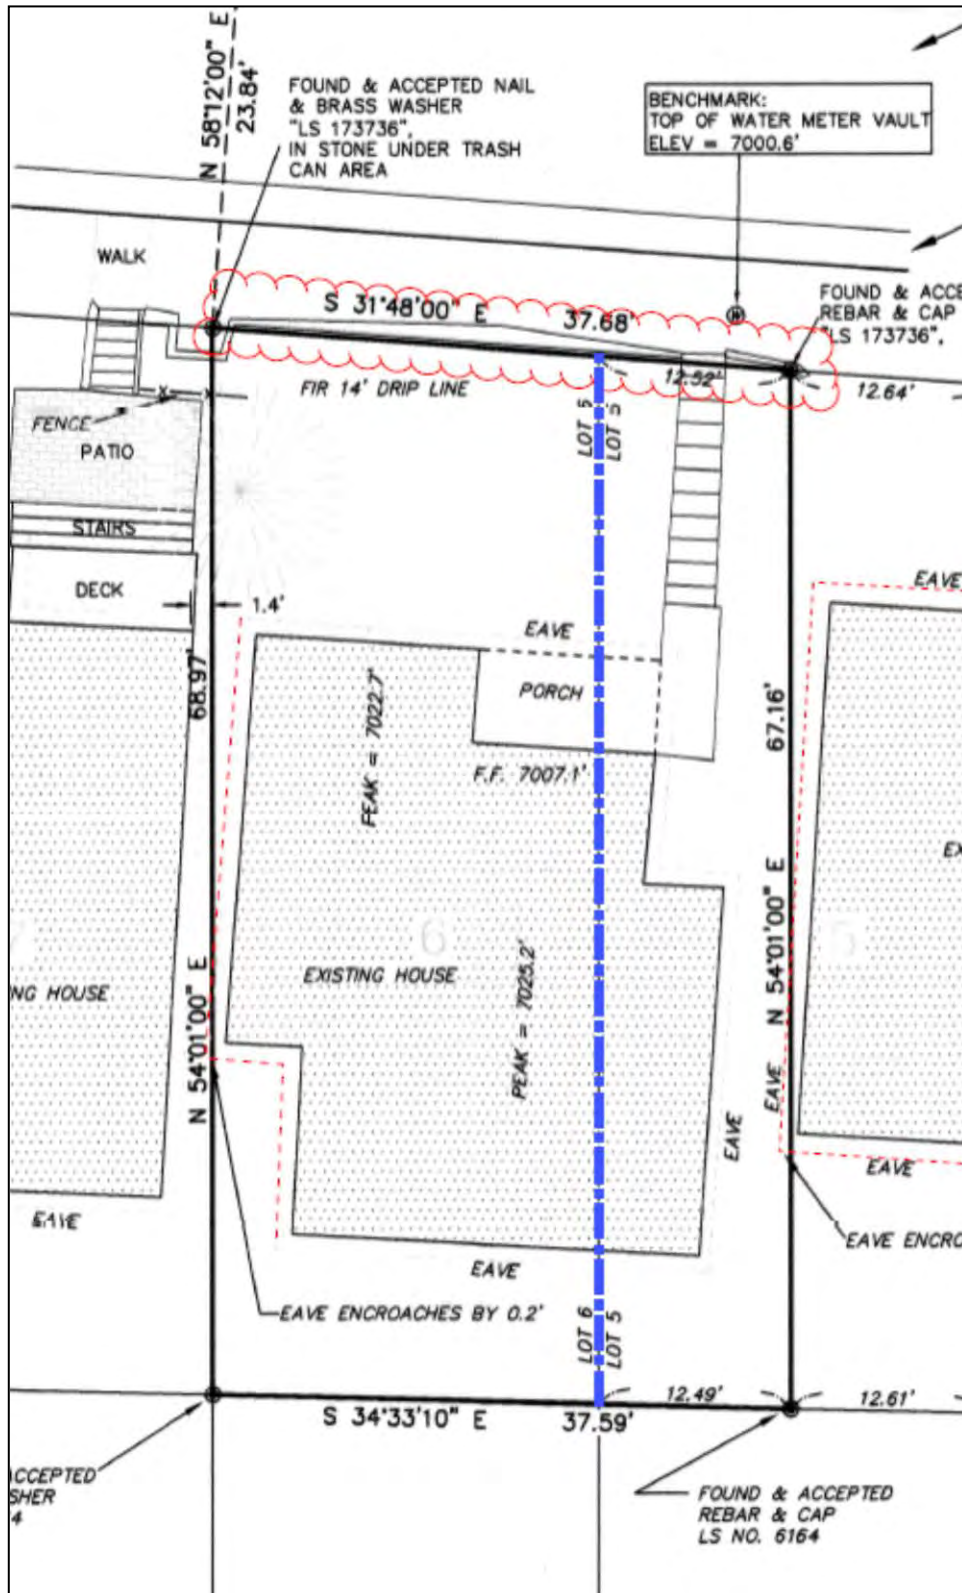 N 58°12'00" E
23.84'
FOUND & ACCEPTED NAIL
& BRASS WASHER
"LS 173736",
IN STONE UNDER TRASH
CAN AREA
BENCHMARK:
TOP OF WATER METER VAULT
ELEV = 7000.6'
WALK
S 31°48'00" E
37.68'
FOUND & ACCE
REBAR & CAP
"LS 173736",
12.52'
12.64'
FIR 14' DRIP LINE
FENCE
X
PATIO
LOT
LOT 5
STAIRS
DECK
1.4'
EAVE
EAVE
PORCH
68.97'
PEAK = 7022.7'
67.16'
F.F. 7007.1'
6
EXISTING HOUSE
NG HOUSE
EX
PEAK = 7025.2'
N 54°01'00" E
N 54°01'00" E
EAVE
EAVE
EAVE
EAVE
EAVE
EAVE ENCRO
EAVE ENCROACHES BY 0.2'
LOT 6
LOT 5
12.49'
12.61'
S 34°33'10" E
37.59'
ACCEPTED
SHER
4
FOUND & ACCEPTED
REBAR & CAP
LS NO. 6164